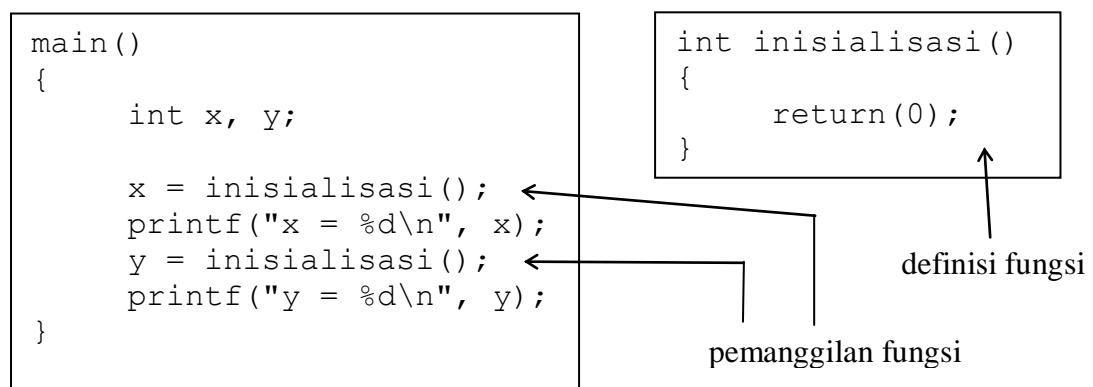 main()
{
     int x, y;

     x = inisialisasi();
     printf("x = %d\n", x);
     y = inisialisasi();
     printf("y = %d\n", y);
}
int inisialisasi()
{
     return(0);
}
definisi fungsi
pemanggilan fungsi